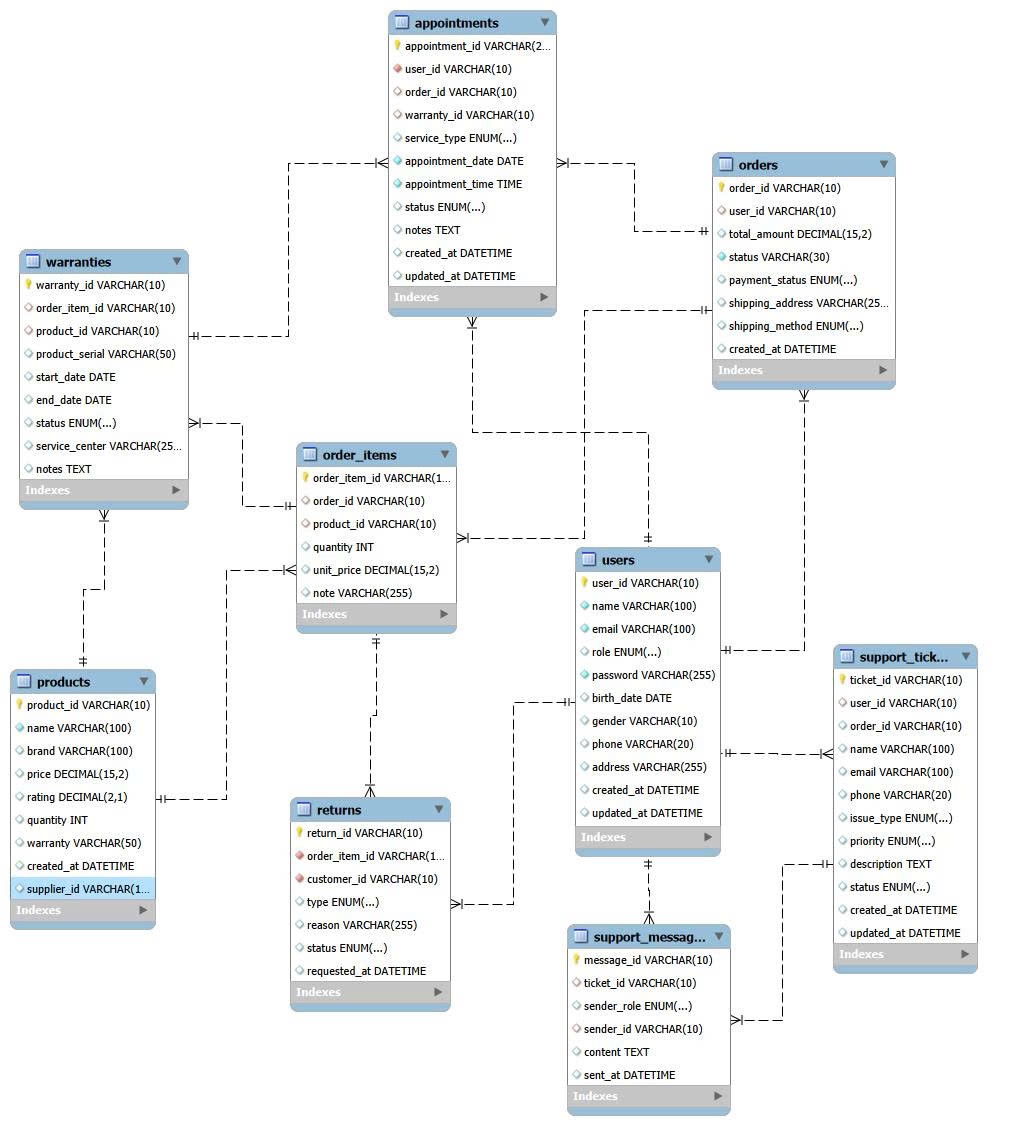 appointments
appointment_id VARCHAR(2...
user_id VARCHAR(10)
order_id VARCHAR(10)
warranty_id VARCHAR(10)
service_type ENUM(...)
appointment_date DATE
appointment_time TIME
status ENUM(...)
notes TEXT
created_at DATETIME
updated_at DATETIME
Indexes
orders
order_id VARCHAR(10)
user_id VARCHAR(10)
total_amount DECIMAL(15,2)
status VARCHAR(30)
payment_status ENUM(...)
shipping_address VARCHAR(25...
shipping_method ENUM(...)
created_at DATETIME
Indexes
warranties
warranty_id VARCHAR(10)
order_item_id VARCHAR(10)
product_id VARCHAR(10)
product_serial VARCHAR(50)
start_date DATE
end_date DATE
status ENUM(...)
service_center VARCHAR(25...
notes TEXT
Indexes
order_items
order_item_id VARCHAR(1...
order_id VARCHAR(10)
product_id VARCHAR(10)
quantity INT
unit_price DECIMAL(15,2)
note VARCHAR(255)
Indexes
users
user_id VARCHAR(10)
name VARCHAR(100)
email VARCHAR(100)
role ENUM(...)
password VARCHAR(255)
birth_date DATE
gender VARCHAR(10)
phone VARCHAR(20)
address VARCHAR(255)
created_at DATETIME
updated_at DATETIME
Indexes
support_tick...
ticket_id VARCHAR(10)
user_id VARCHAR(10)
order_id VARCHAR(10)
name VARCHAR(100)
email VARCHAR(100)
phone VARCHAR(20)
issue_type ENUM(...)
priority ENUM(...)
description TEXT
status ENUM(...)
created_at DATETIME
updated_at DATETIME
Indexes
products
product_id VARCHAR(10)
name VARCHAR(100)
brand VARCHAR(100)
price DECIMAL(15,2)
rating DECIMAL(2,1)
quantity INT
warranty VARCHAR(50)
created_at DATETIME
supplier_id VARCHAR(1...
Indexes
returns
return_id VARCHAR(10)
order_item_id VARCHAR(1...
customer_id VARCHAR(10)
type ENUM(...)
reason VARCHAR(255)
status ENUM(...)
requested_at DATETIME
Indexes
support_messag...
message_id VARCHAR(10)
ticket_id VARCHAR(10)
sender_role ENUM(...)
sender_id VARCHAR(10)
content TEXT
sent_at DATETIME
Indexes